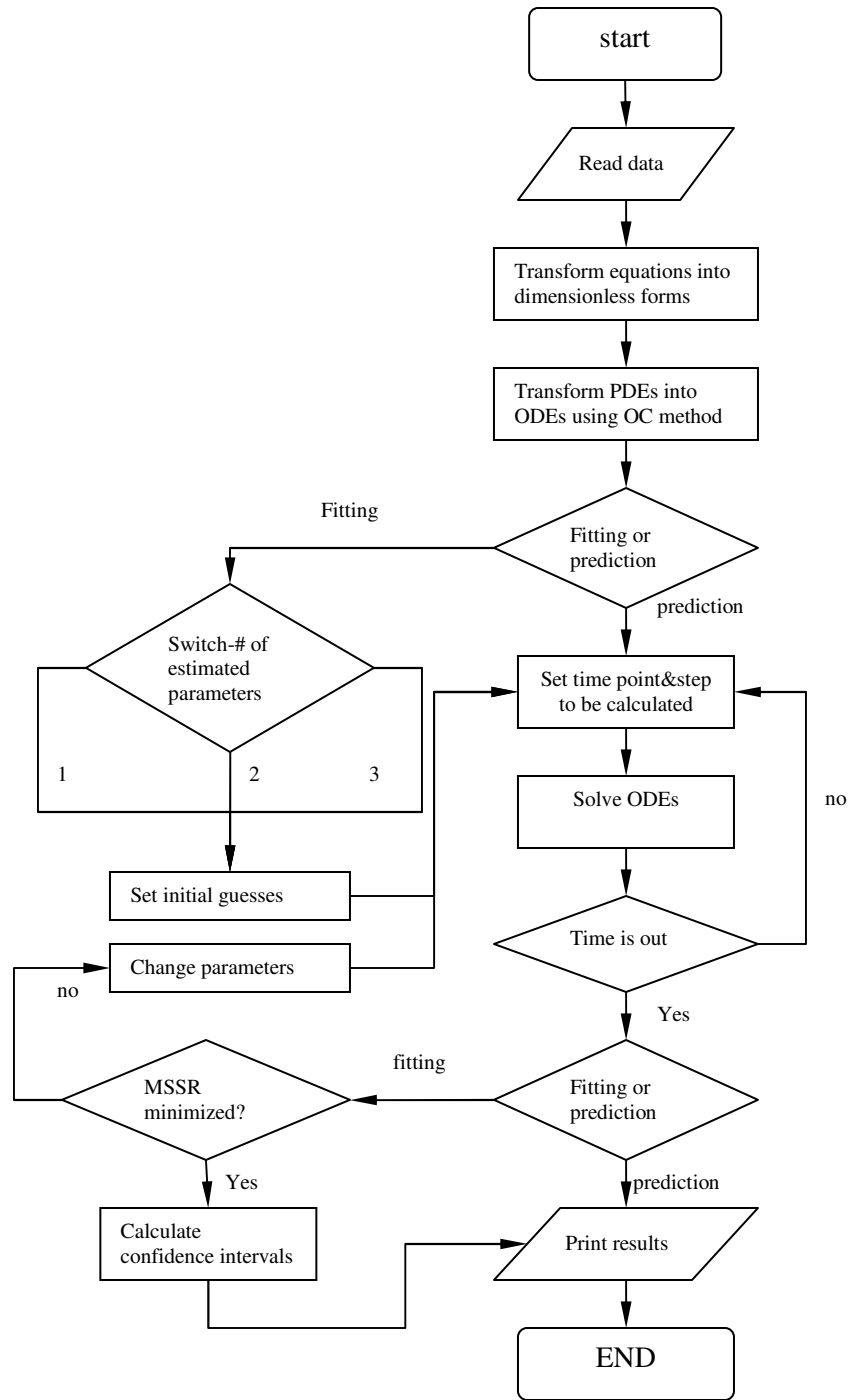 start
Read data
Transform equations into
dimensionless forms
Transform PDEs into
ODEs using OC method
Fitting
Fitting or
prediction
prediction
Switch-# of
estimated
parameters
Set time point&step
to be calculated
1
2
3
Solve ODEs
no
Set initial guesses
Time is out
Change parameters
no
Yes
fitting
MSSR
minimized?
Fitting or
prediction
Yes
prediction
Calculate
confidence intervals
Print results
END